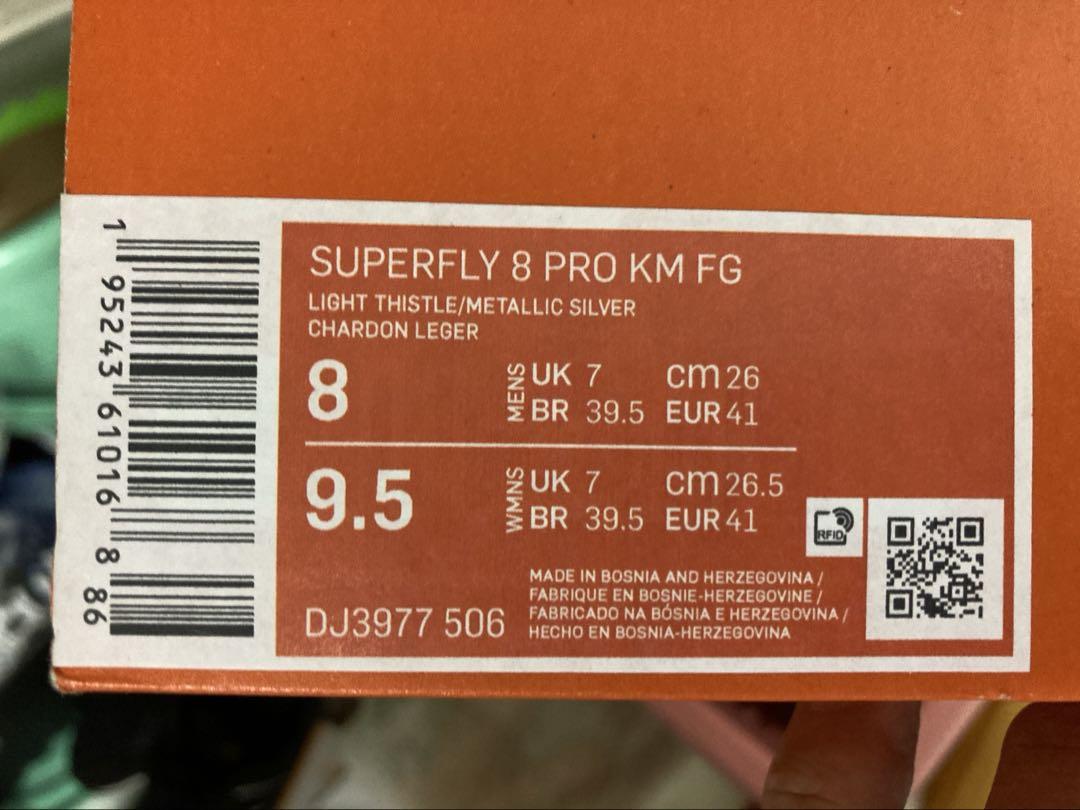 SUPERFLY 8 PRO KM FG
LIGHT THISTLE/METALLIC SILVER
CHARDON LEGER
8
MENS
UK 7 cm 26
BR 39.5 EUR 41
9.5
WMNS
UK 7 cm 26.5
BR 39.5 EUR 41
RFID
MADE IN BOSNIA AND HERZEGOVINA /
FABRIQUE EN BOSNIE-HERZEGOVINE /
FABRICADO NA BÓSNIA E HERZEGOVINA /
HECHO EN BOSNIA-HERZEGOVINA
DJ3977 506
1 95243 61016 8 86